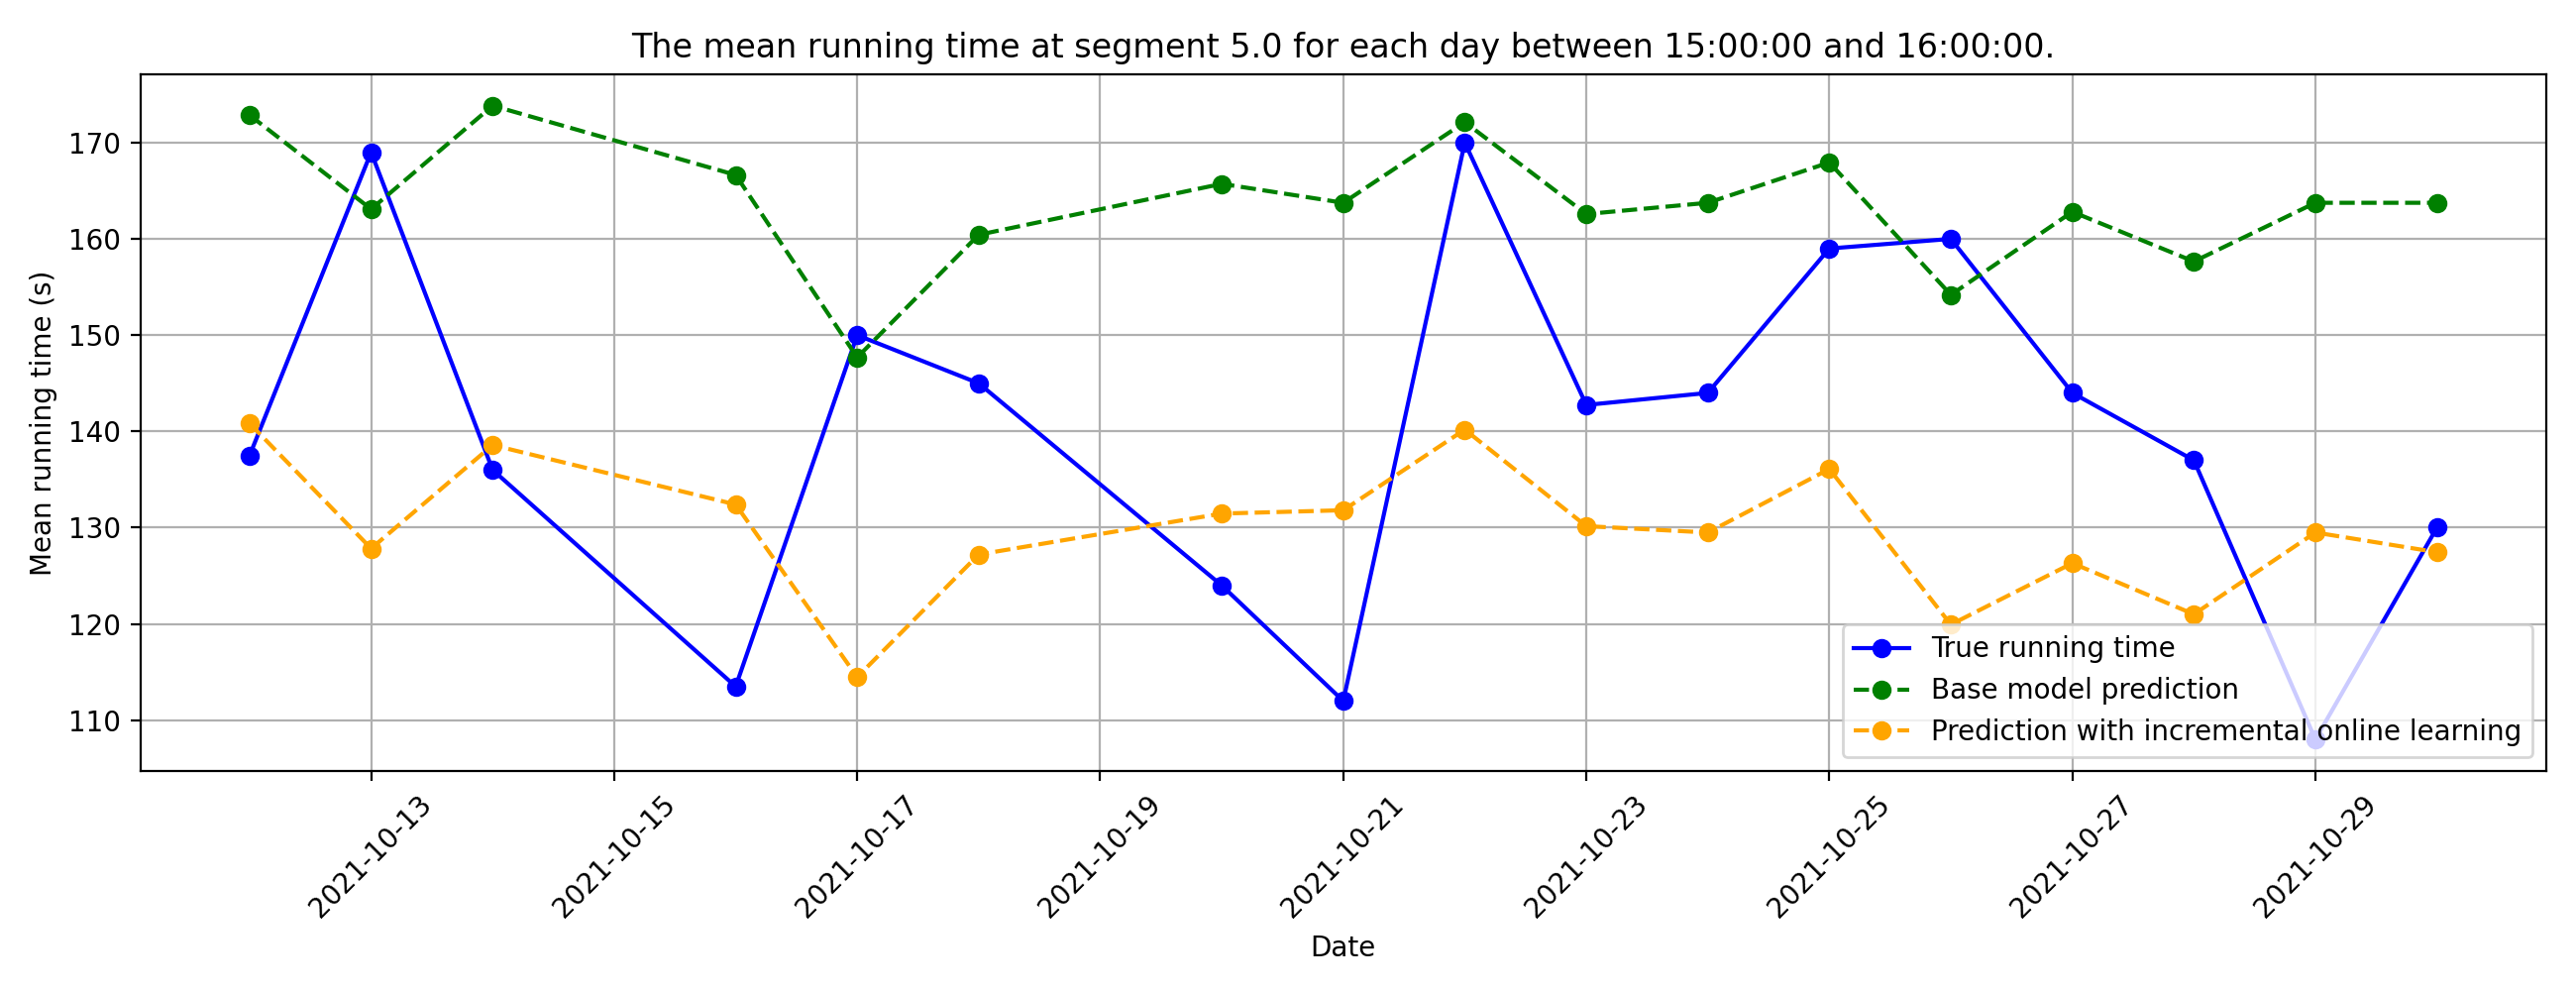 The mean running time at segment 5.0 for each day between 15:00:00 and 16:00:00.
Mean running time (s)
170
160
150
140
130
120
110
True running time
Base model prediction
Prediction with incremental online learning
2021-10-13
2021-10-15
2021-10-17
2021-10-19
2021-10-21
2021-10-23
2021-10-25
2021-10-27
2021-10-29
Date